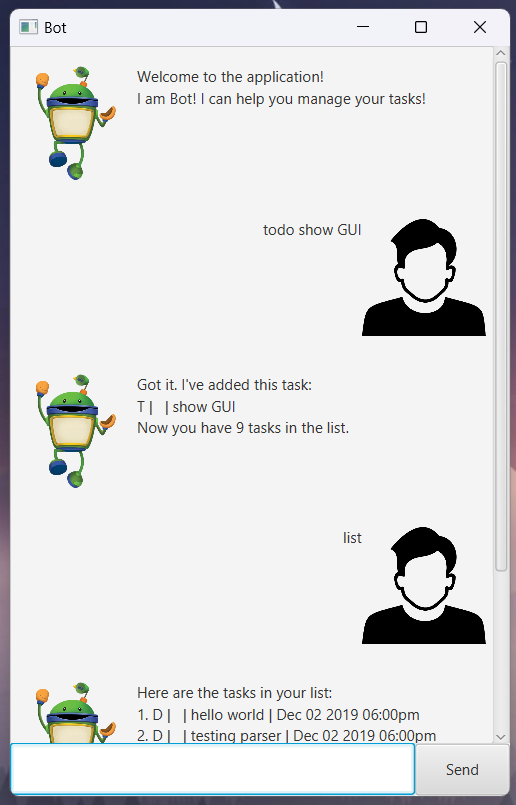 Bot
Welcome to the application!
I am Bot! I can help you manage your tasks!
todo show GUI
Got it. I've added this task:
T |   | show GUI
Now you have 9 tasks in the list.
list
Here are the tasks in your list:
1. D |   | hello world | Dec 02 2019 06:00pm
2. D |   | testing parser | Dec 02 2019 06:00pm
Send